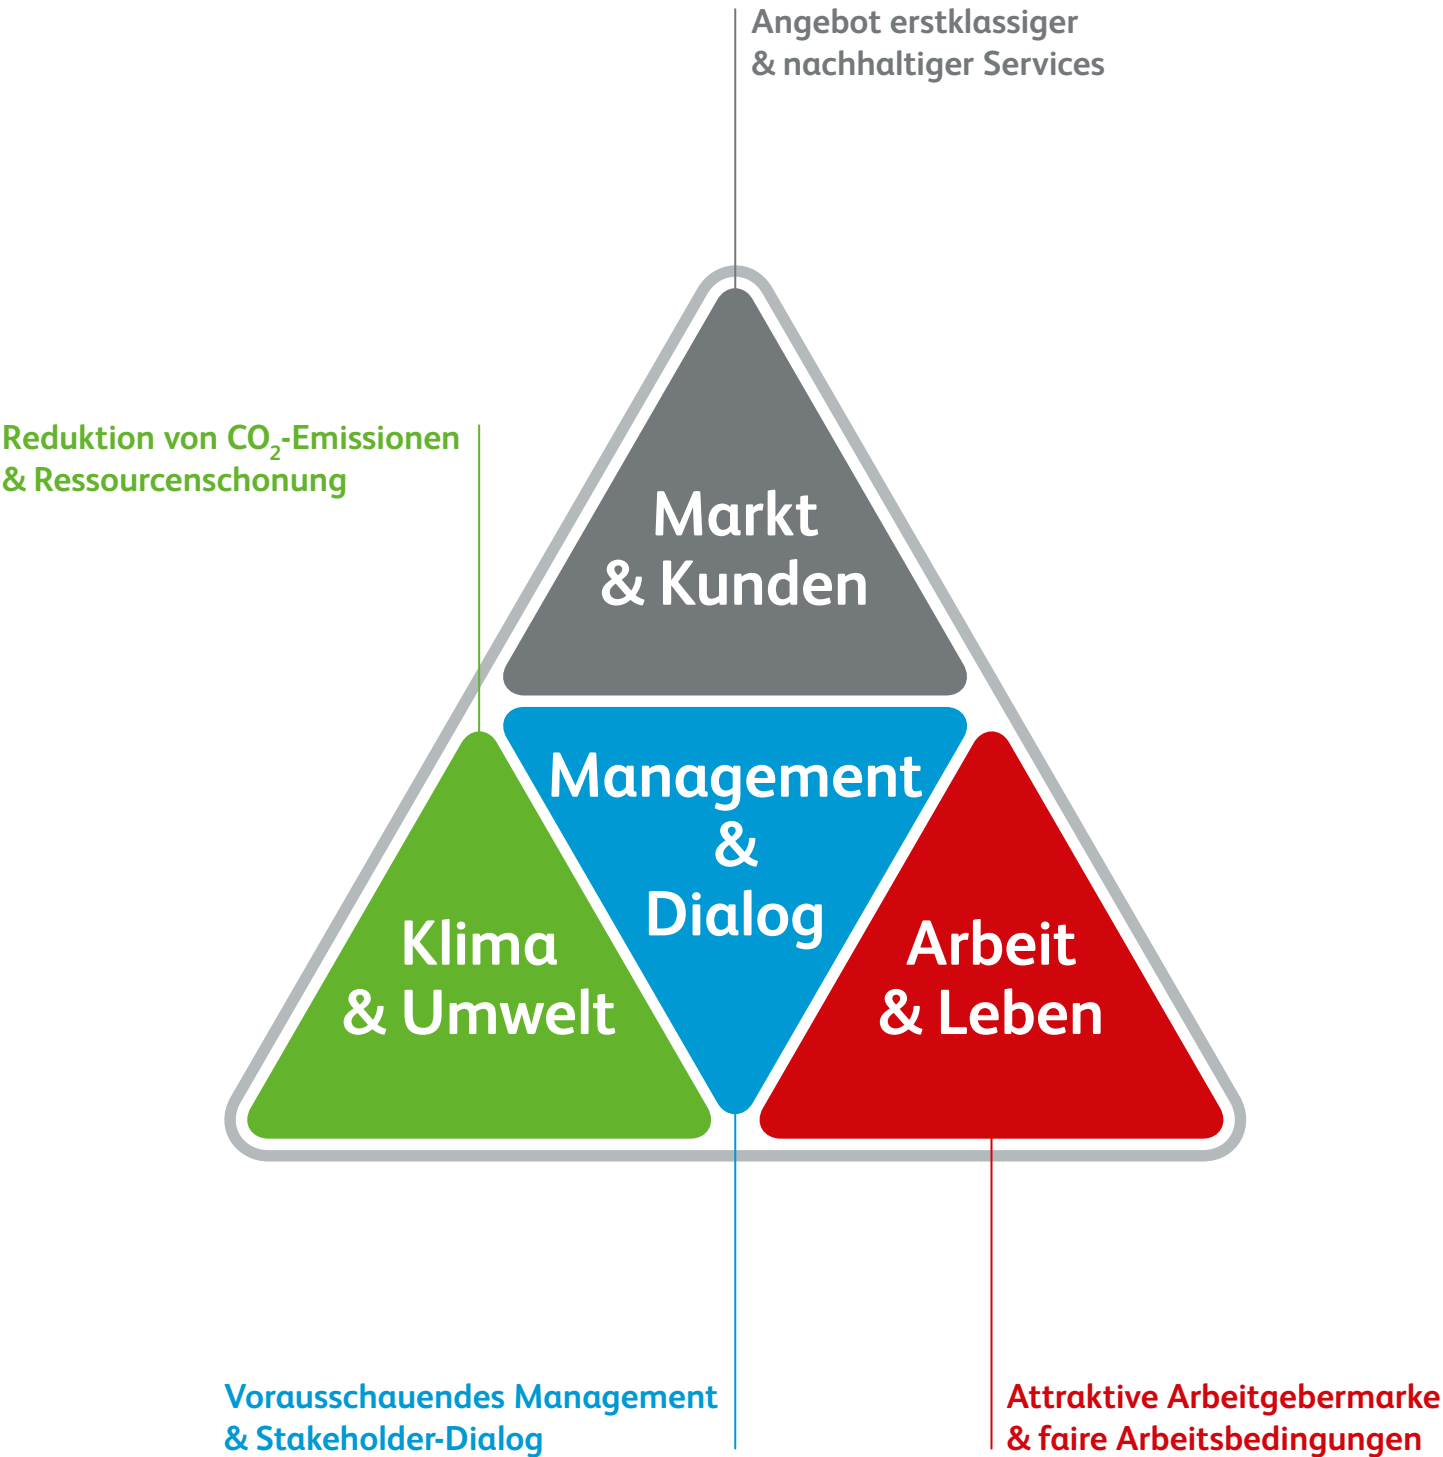 Angebot erstklassiger
& nachhaltiger Services
Reduktion von CO₂-Emissionen
& Ressourcenschonung
Markt
& Kunden
Management
&
Dialog
Klima
& Umwelt
Arbeit
& Leben
Vorausschauendes Management
& Stakeholder-Dialog
Attraktive Arbeitgebermarke
& faire Arbeitsbedingungen